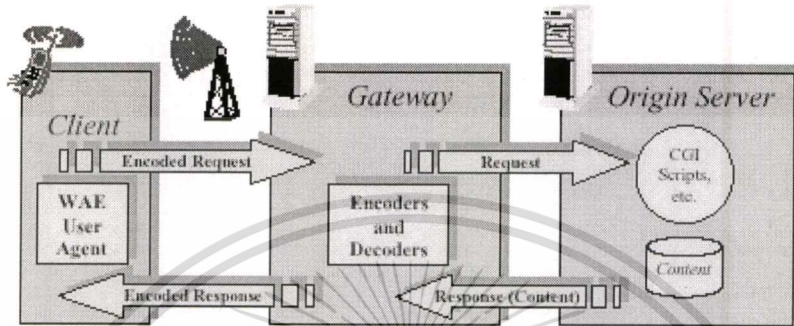 Client
Gateway
Origin Server
Encoded Request
Request
CGI
Scripts,
etc.
WAE
User
Agent
Encoders
and
Decoders
Content
Encoded Response
Response (Content)